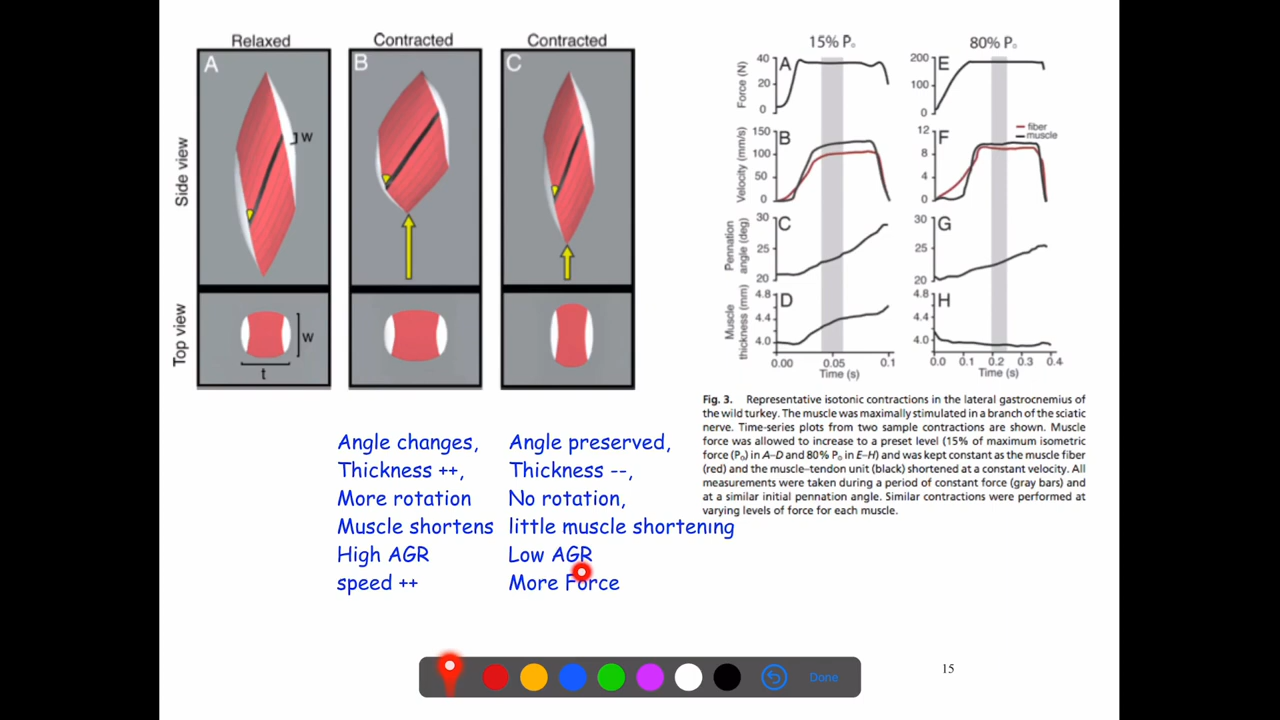 Relaxed
Contracted
Contracted
Side view
Top view
A
B
C
w
w
t
Angle changes,
Thickness ++,
More rotation
Muscle shortens
High AGR
speed ++
Angle preserved,
Thickness --,
No rotation,
little muscle shortening
Low AGR
More Force
15% Po
80% Po
A
Force (N)
40
20
0
E
200
100
0
B
Velocity (mm/s)
150
100
50
0
F
12
8
4
0
fiber
muscle
C
Pennation
angle (deg)
30
25
20
G
30
25
20
D
Muscle
thickness (mm)
4.8
4.4
4.0
H
4.8
4.4
4.0
0.00 0.05 0.1
Time (s)
0.0 0.1 0.2 0.3 0.4
Time (s)
Fig. 3. Representative isotonic contractions in the lateral gastrocnemius of
the wild turkey. The muscle was maximally stimulated in a branch of the sciatic
nerve. Time-series plots from two sample contractions are shown. Muscle
force was allowed to increase to a preset level (15% of maximum isometric
force (Po) in A–D and 80% Po in E–H) and was kept constant as the muscle fiber
(red) and the muscle–tendon unit (black) shortened at a constant velocity. All
measurements were taken during a period of constant force (gray bars) and
at a similar initial pennation angle. Similar contractions were performed at
varying levels of force for each muscle.
15
Done